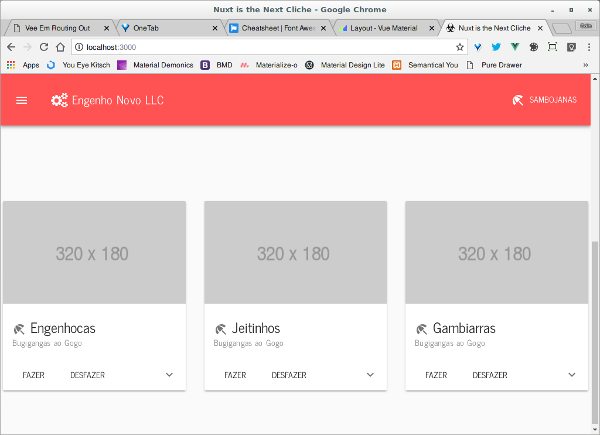 Nuxt is the Next Cliche - Google Chrome
Vee Em Routing Out
OneTab
Cheatsheet | Font Awes
Layout - Vue Material
Nuxt is the Next Cliche
localhost:3000
Apps
You Eye Kitsch
Material Demonics
BMD
Materialize-o
Material Design Lite
Semantical You
Pure Drawer
»
Engenho Novo LLC
SAMBOJANAS
320 x 180
320 x 180
320 x 180
Engenhocas
Jeitinhos
Gambiarras
Bugigangas ao Gogo
Bugigangas ao Gogo
Bugigangas ao Gogo
FAZER DESFAZER
FAZER DESFAZER
FAZER DESFAZER